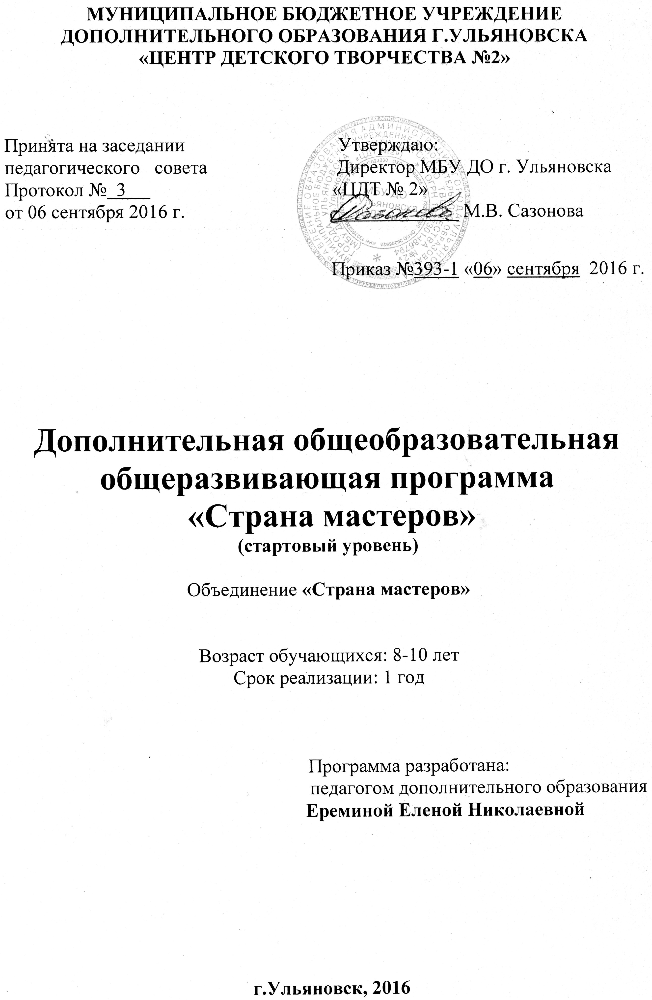 МУНИЦИПАЛЬНОЕ БЮДЖЕТНОЕ УЧРЕЖДЕНИЕ
ДОПОЛНИТЕЛЬНОГО ОБРАЗОВАНИЯ Г.УЛЬЯНОВСКА
«ЦЕНТР ДЕТСКОГО ТВОРЧЕСТВА №2»
Принята на заседании
педагогического совета
Протокол № 3
от 06 сентября 2016 г.
Утверждаю:
Директор МБУ ДО г. Ульяновска
«ЦДТ № 2»
М.В. Сазонова
Приказ №393-1 «06» сентября 2016 г.
Дополнительная общеобразовательная
общеразвивающая программа
«Страна мастеров»
(стартовый уровень)
Объединение «Страна мастеров»
Возраст обучающихся: 8-10 лет
Срок реализации: 1 год
Программа разработана:
педагогом дополнительного образования
Ереминой Еленой Николаевной
г.Ульяновск, 2016